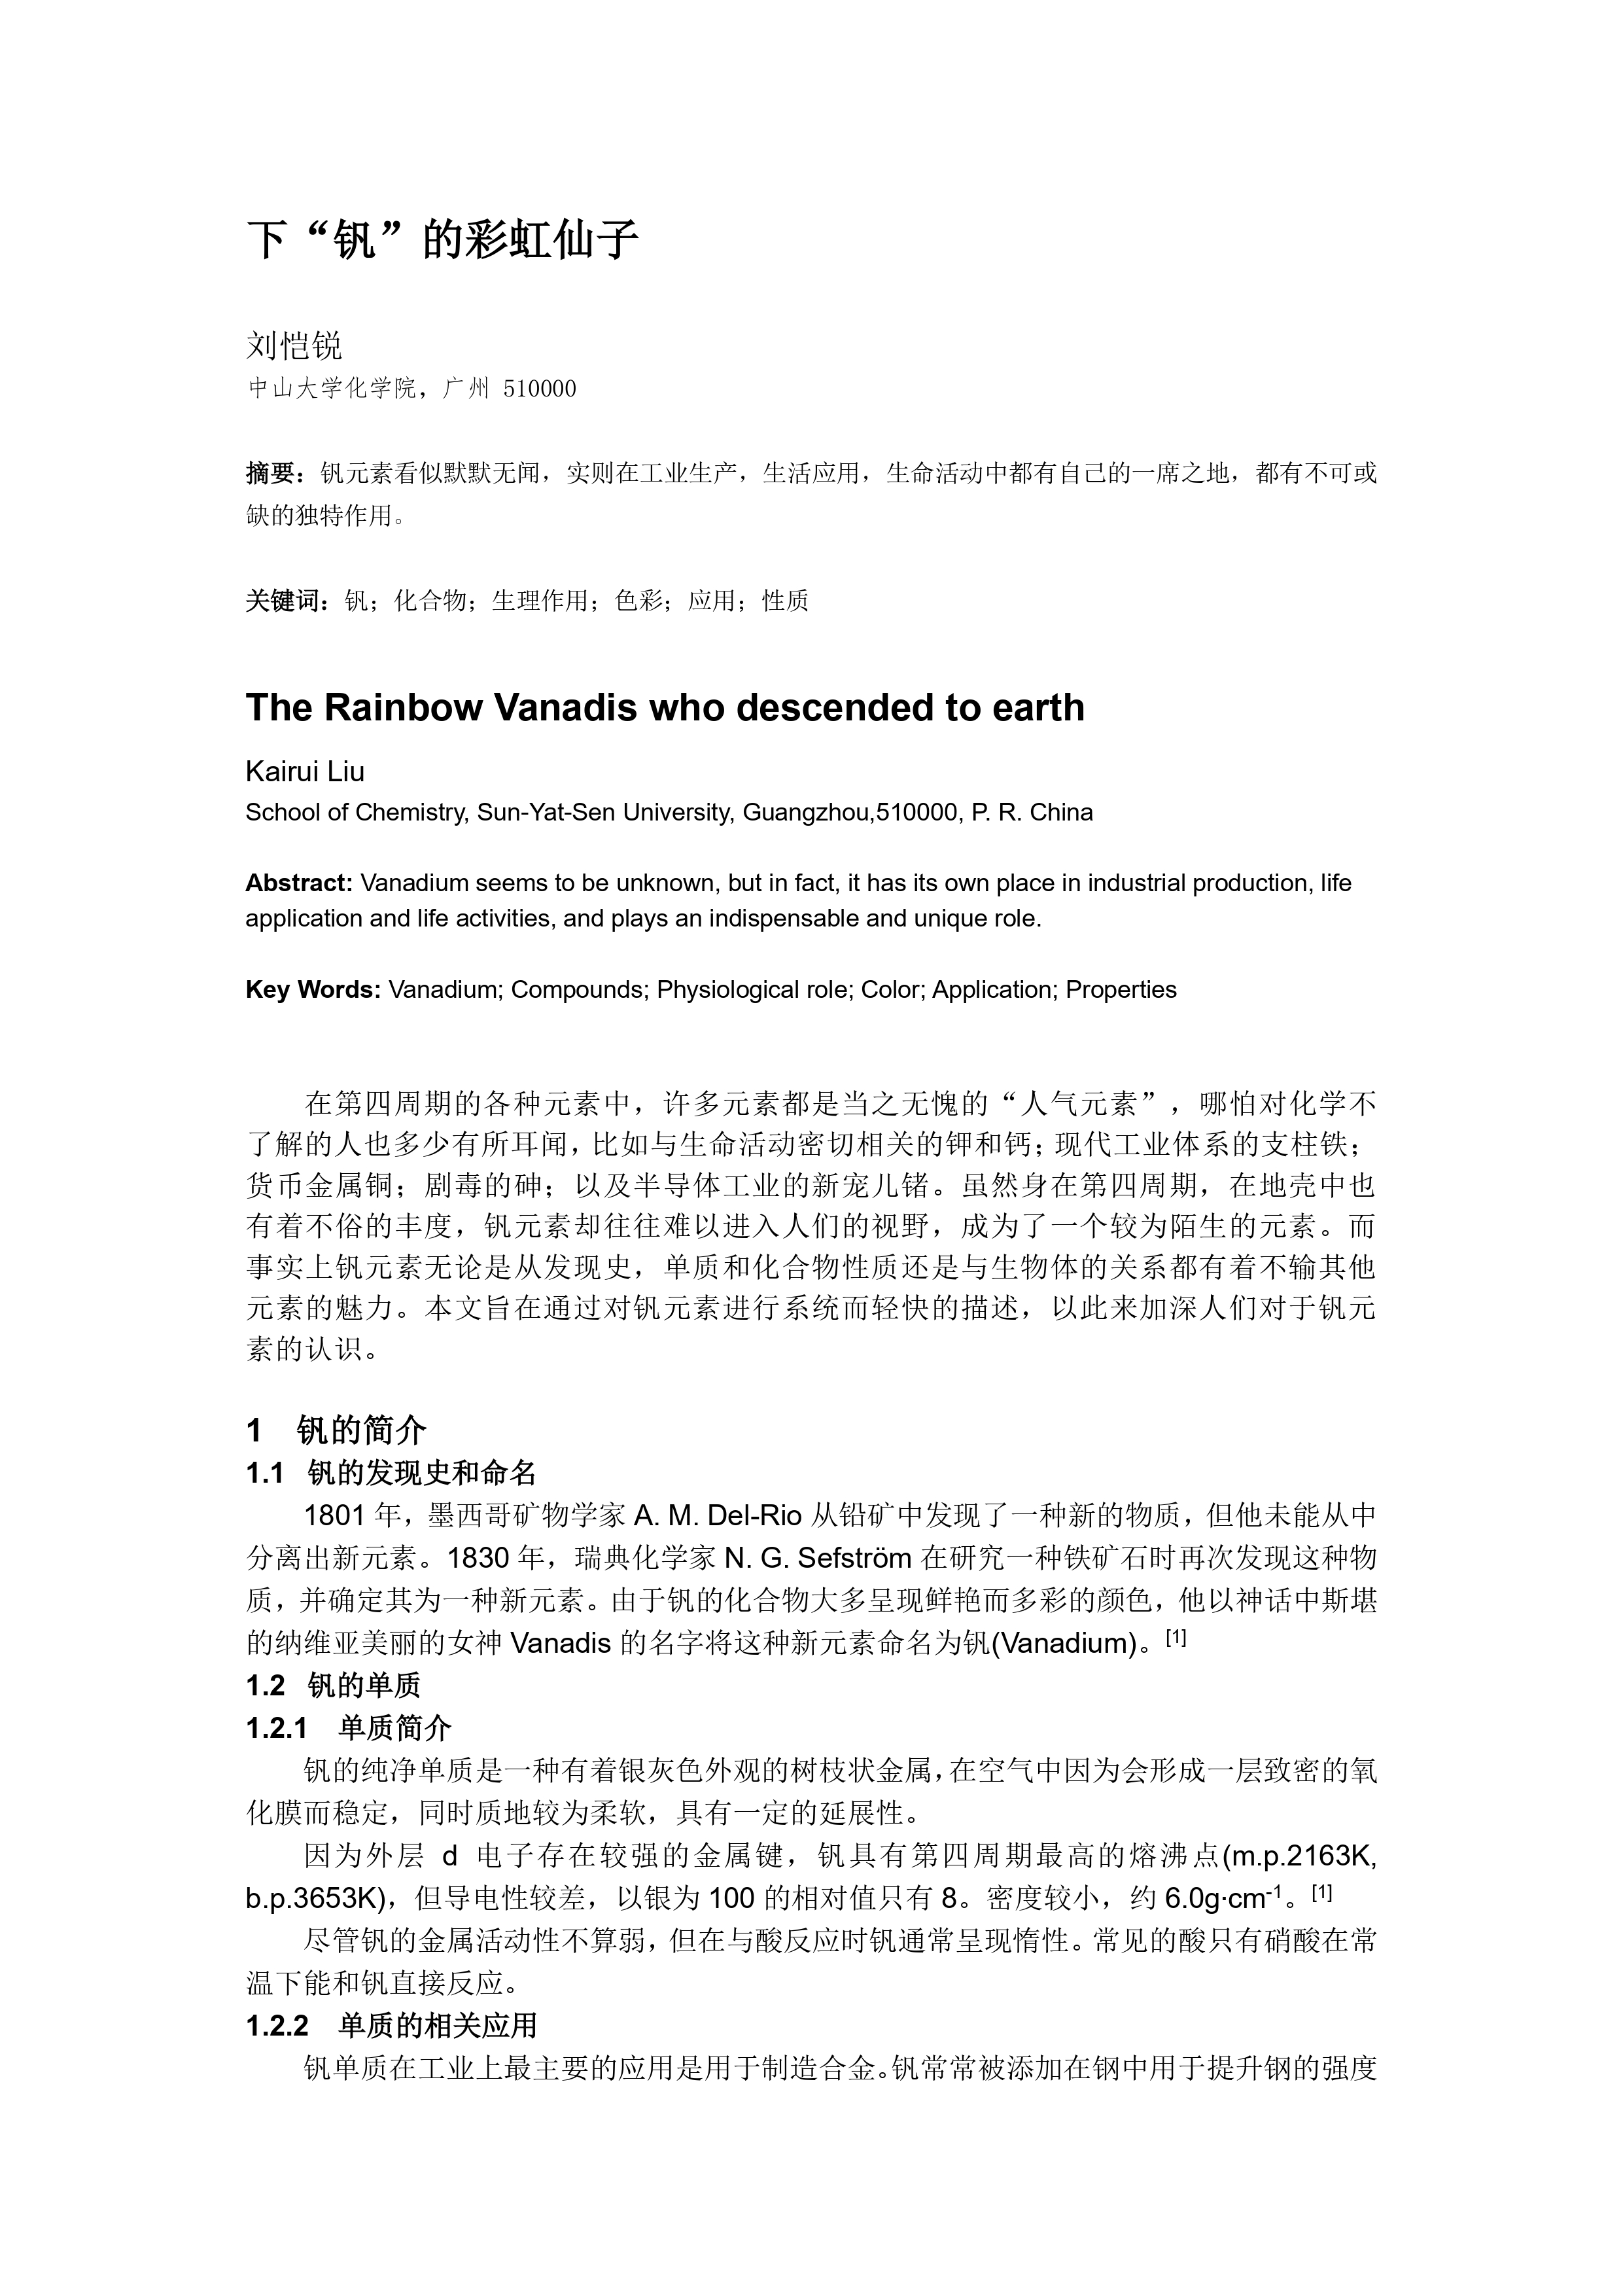 下“钒”的彩虹仙子
刘恺锐
中山大学化学院，广州 510000
摘要：钒元素看似默默无闻，实则在工业生产，生活应用，生命活动中都有自己的一席之地，都有不可或
缺的独特作用。
关键词：钒；化合物；生理作用；色彩；应用；性质
The Rainbow Vanadis who descended to earth
Kairui Liu
School of Chemistry, Sun-Yat-Sen University, Guangzhou,510000, P. R. China
Abstract: Vanadium seems to be unknown, but in fact, it has its own place in industrial production, life
application and life activities, and plays an indispensable and unique role.
Key Words: Vanadium; Compounds; Physiological role; Color; Application; Properties
在第四周期的各种元素中，许多元素都是当之无愧的“人气元素”，哪怕对化学不
了解的人也多少有所耳闻，比如与生命活动密切相关的钾和钙；现代工业体系的支柱铁；
货币金属铜；剧毒的砷；以及半导体工业的新宠儿锗。虽然身在第四周期，在地壳中也
有着不俗的丰度，钒元素却往往难以进入人们的视野，成为了一个较为陌生的元素。而
事实上钒元素无论是从发现史，单质和化合物性质还是与生物体的关系都有着不输其他
元素的魅力。本文旨在通过对钒元素进行系统而轻快的描述，以此来加深人们对于钒元
素的认识。
1 钒的简介
1.1 钒的发现史和命名
1801 年，墨西哥矿物学家 A. M. Del-Rio 从铅矿中发现了一种新的物质，但他未能从中
分离出新元素。1830 年，瑞典化学家 N. G. Sefström 在研究一种铁矿石时再次发现这种物
质，并确定其为一种新元素。由于钒的化合物大多呈现鲜艳而多彩的颜色，他以神话中斯堪
的纳维亚美丽的女神 Vanadis 的名字将这种新元素命名为钒(Vanadium)。[1]
1.2 钒的单质
1.2.1 单质简介
钒的纯净单质是一种有着银灰色外观的树枝状金属，在空气中因为会形成一层致密的氧
化膜而稳定，同时质地较为柔软，具有一定的延展性。
因为外层 d 电子存在较强的金属键，钒具有第四周期最高的熔沸点(m.p.2163K,
b.p.3653K)，但导电性较差，以银为 100 的相对值只有 8。密度较小，约 6.0g·cm-1。[1]
尽管钒的金属活动性不算弱，但在与酸反应时钒通常呈现惰性。常见的酸只有硝酸在常
温下能和钒直接反应。
1.2.2 单质的相关应用
钒单质在工业上最主要的应用是用于制造合金。钒常常被添加在钢中用于提升钢的强度